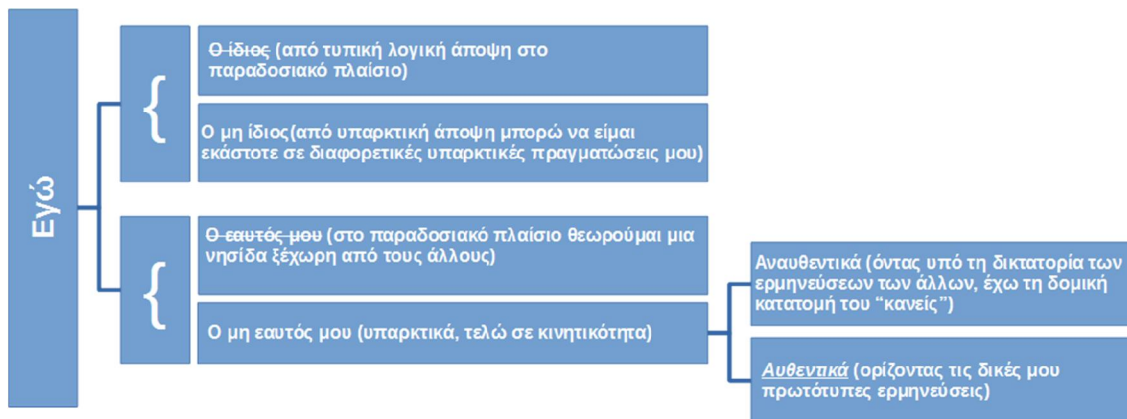 Εγώ
{
Ο ίδιος (από τυπική λογική άποψη στο
παραδοσιακό πλαίσιο)
Ο μη ίδιος(από υπαρκτική άποψη μπορώ να είμαι
εκάστοτε σε διαφορετικές υπαρκτικές πραγματώσεις μου)
{
Ο εαυτός μου (στο παραδοσιακό πλαίσιο θεωρούμαι μια
νησίδα ξέχωρη από τους άλλους)
Ο μη εαυτός μου (υπαρκτικά, τελώ σε κινητικότητα)
Αναυθεντικά (όντας υπό τη δικτατορία των
ερμηνεύσεων των άλλων, έχω τη δομική
κατατομή του “κανείς”)
Αυθεντικά (ορίζοντας τις δικές μου
πρωτότυπες ερμηνεύσεις)